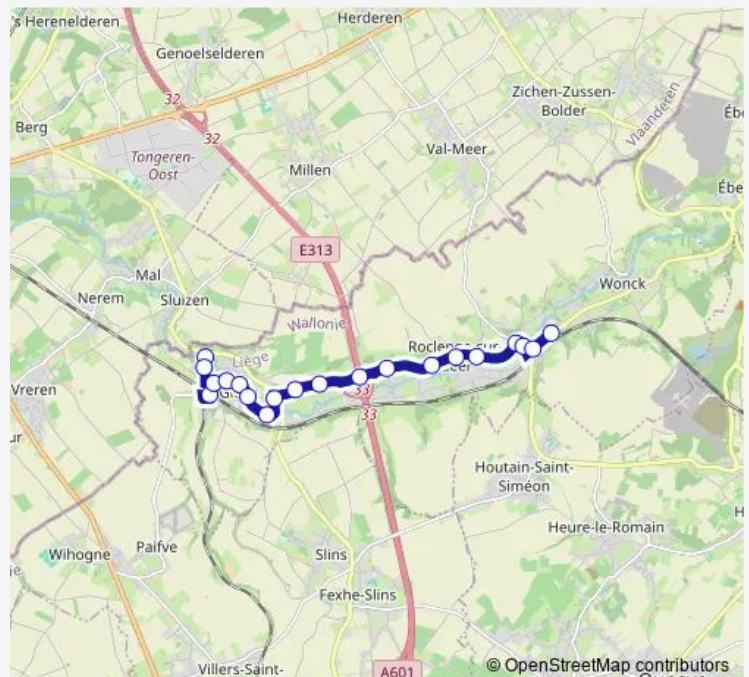 's Herenelderen
Herderen
Genoelselderen
32
Zichen-Zussen-
Bolder
Berg
32
Tongeren-
Oost
Vlaanderen
Val-Meer
Millen
E313
Mal
Wonck
Nerem
Sluizen
Wallonie
Liège
Vreren
33
33
Houtain-Saint-
Siméon
Heure-le-Romain
Wihogne
Paifve
Slins
Fexhe-Slins
Villers-Saint-
A601
© OpenStreetMap contributors